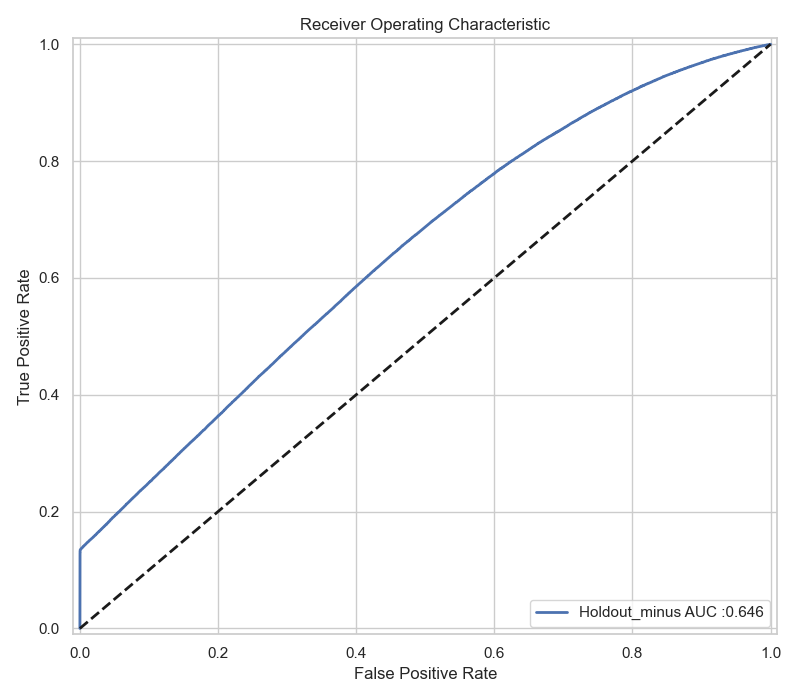 Receiver Operating Characteristic
True Positive Rate
1.0
0.8
0.6
0.4
0.2
0.0
Holdout_minus AUC :0.646
0.0 0.2 0.4 0.6 0.8 1.0
False Positive Rate